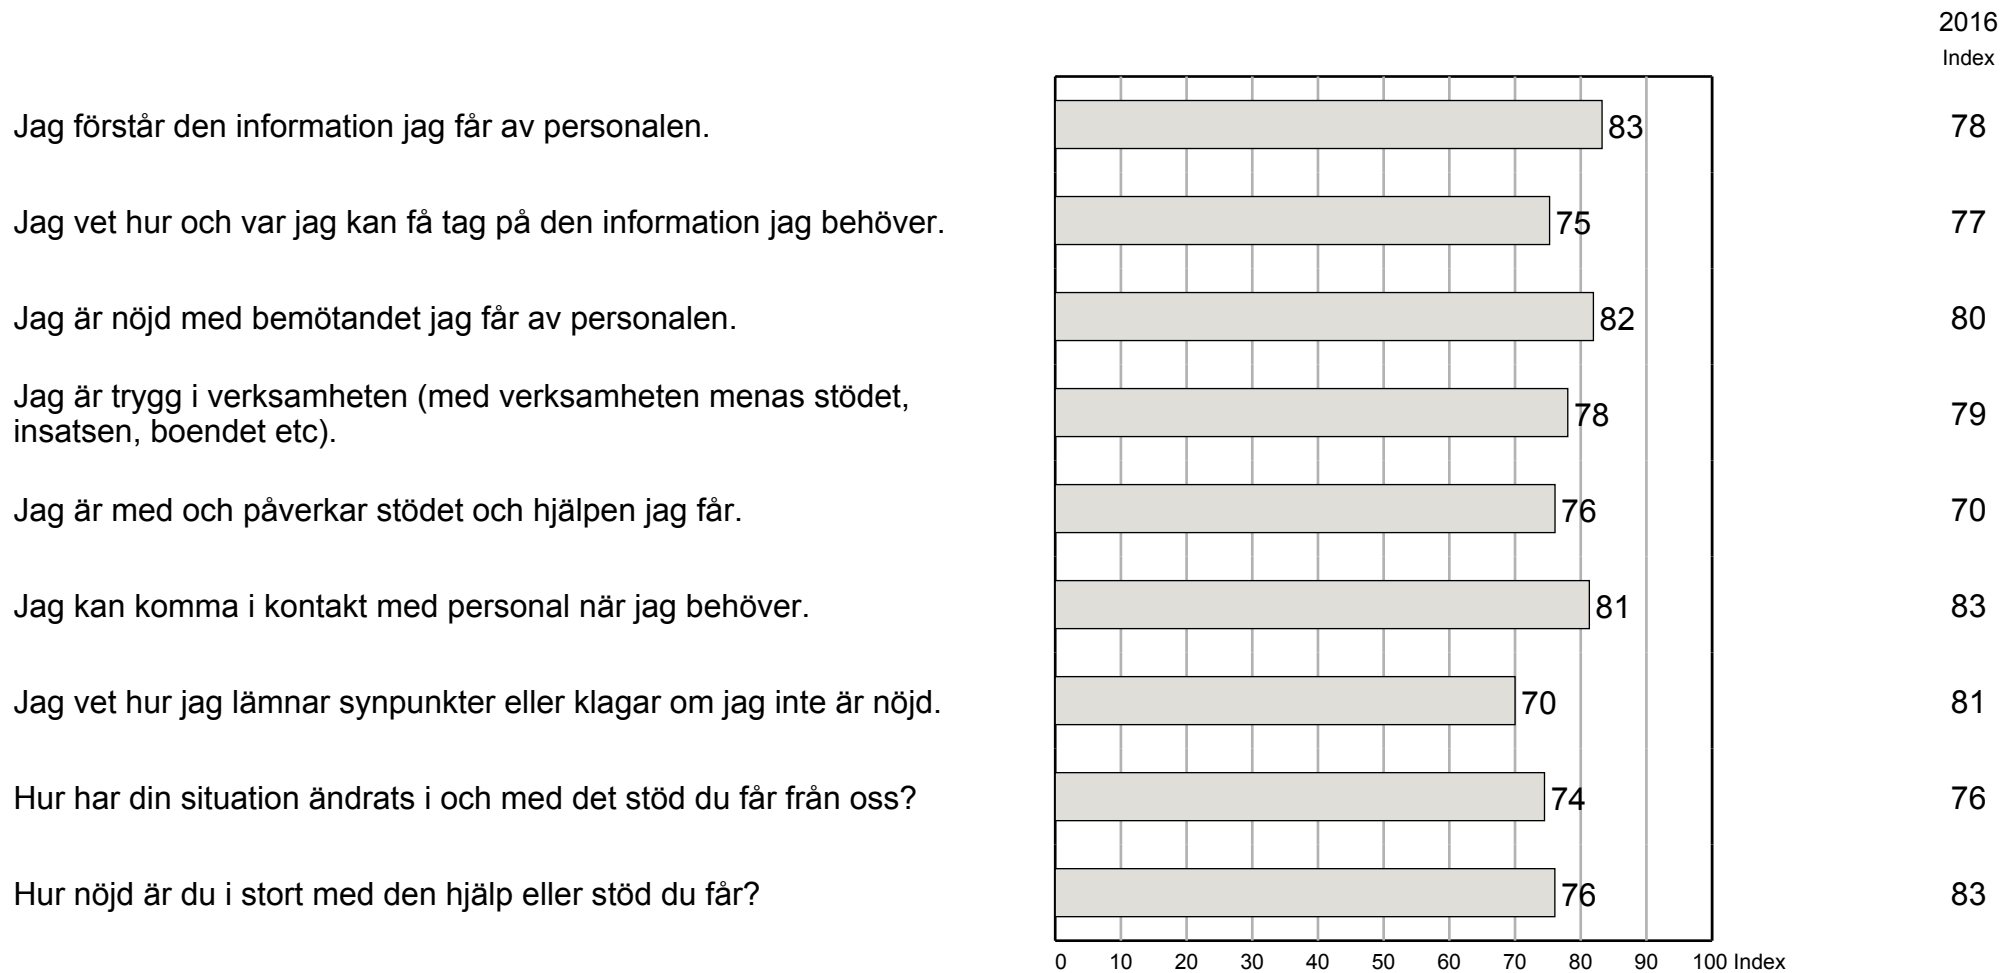 2016
Index
Jag förstår den information jag får av personalen. 83 78
Jag vet hur och var jag kan få tag på den information jag behöver. 75 77
Jag är nöjd med bemötandet jag får av personalen. 82 80
Jag är trygg i verksamheten (med verksamheten menas stödet,
insatsen, boendet etc). 78 79
Jag är med och påverkar stödet och hjälpen jag får. 76 70
Jag kan komma i kontakt med personal när jag behöver. 81 83
Jag vet hur jag lämnar synpunkter eller klagar om jag inte är nöjd. 70 81
Hur har din situation ändrats i och med det stöd du får från oss? 74 76
Hur nöjd är du i stort med den hjälp eller stöd du får? 76 83
0 10 20 30 40 50 60 70 80 90 100 Index